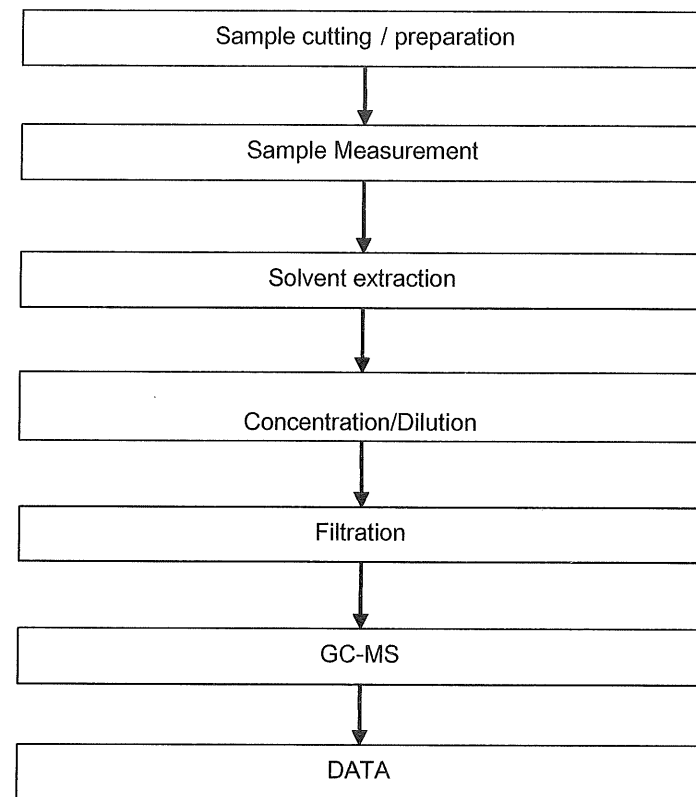 Sample cutting / preparation
Sample Measurement
Solvent extraction
Concentration/Dilution
Filtration
GC-MS
DATA